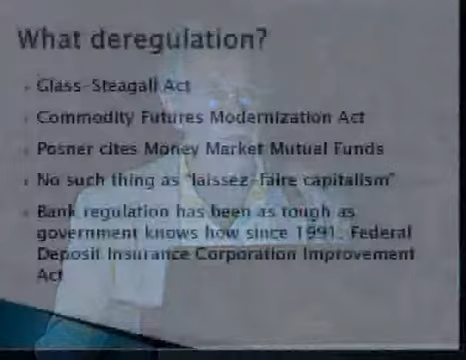 What deregulation?
Glass-Steagall Act
Commodity Futures Modernization Act
Posner cites Money Market Mutual Funds
No such thing as "laissez-faire capitalism"
Bank regulation has been as tough as
government knows how since 1991: Federal
Deposit Insurance Corporation Improvement
Act